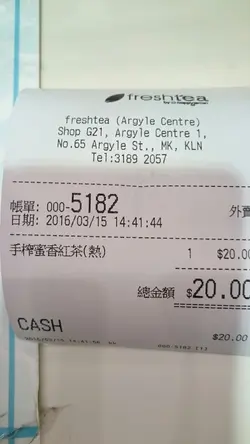 freshtea
freshtea (Argyle Centre)
Shop G21, Argyle Centre 1,
No.65 Argyle St., MK, KLN
Tel:3189 2057
帳單: 000-5182
日期: 2016/03/15 14:41:44 外賣
手榨蜜香紅茶(熱) 1 $20.00
總金額 $20.00
CASH $20.00